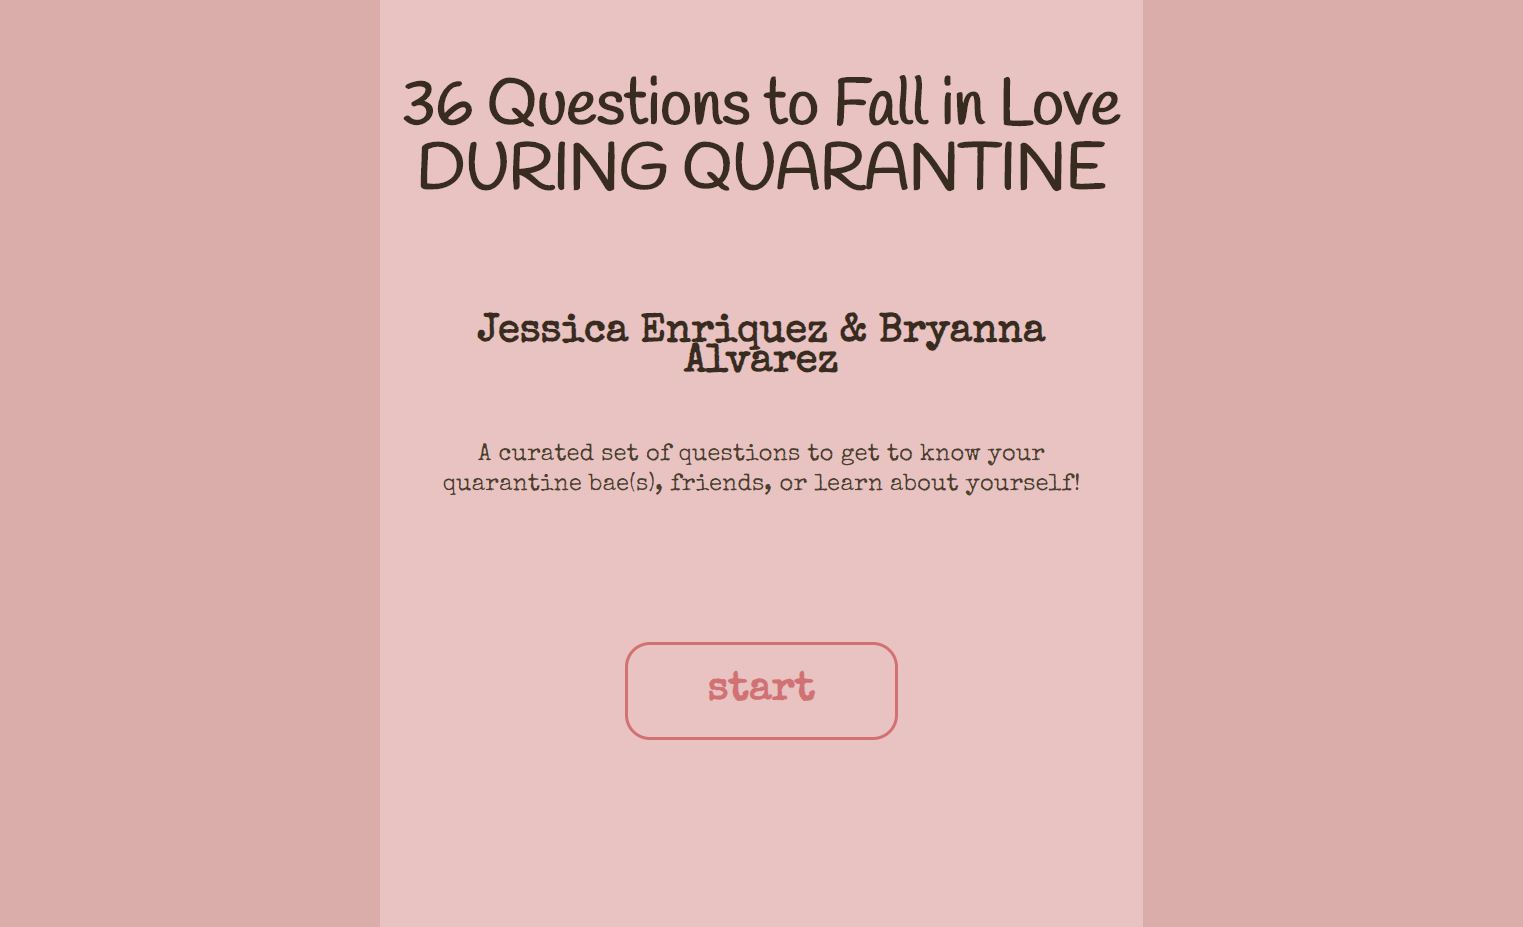 36 Questions to Fall in Love
DURING QUARANTINE
Jessica Enriquez & Bryanna
Alvarez
A curated set of questions to get to know your
quarantine bae(s), friends, or learn about yourself!
start